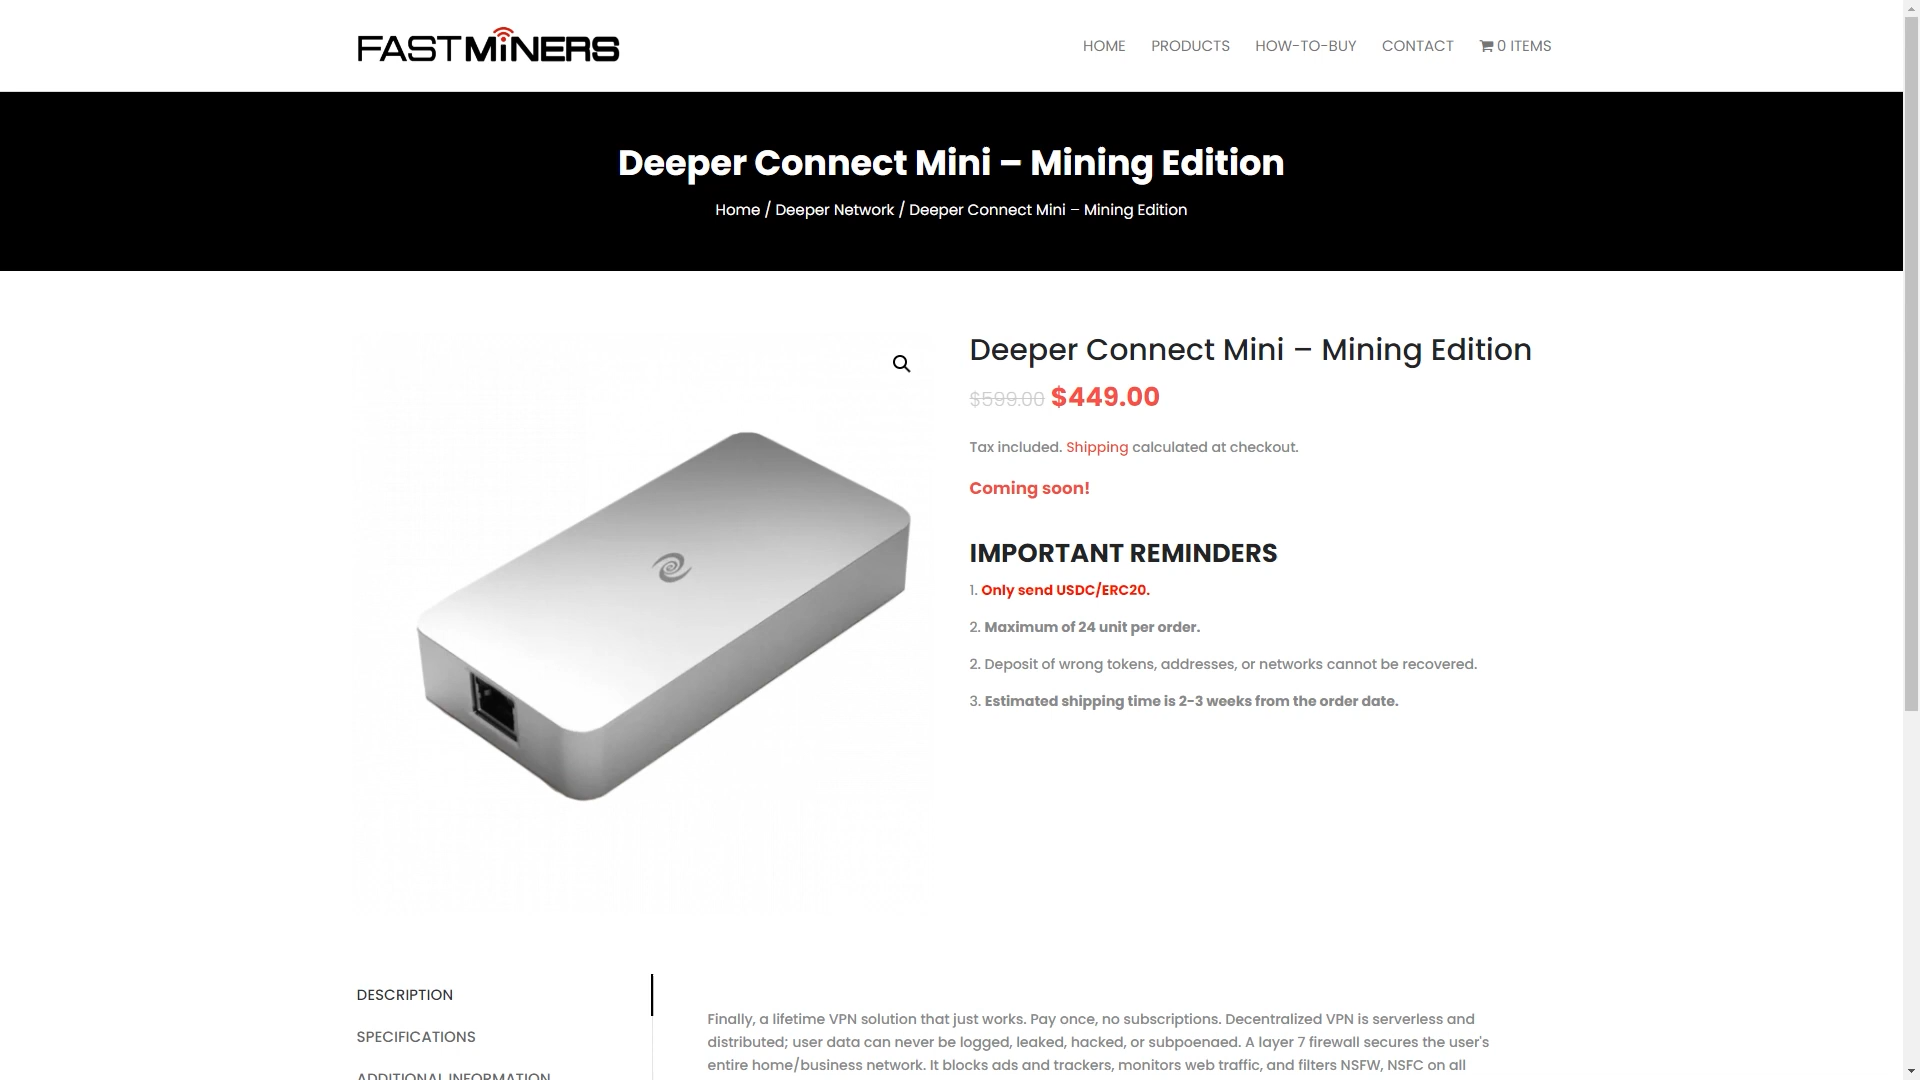 FASTMiNERS
HOME PRODUCTS HOW-TO-BUY CONTACT 0 ITEMS
Deeper Connect Mini – Mining Edition
Home / Deeper Network / Deeper Connect Mini – Mining Edition
Deeper Connect Mini – Mining Edition
$599.00 $449.00
Tax included. Shipping calculated at checkout.
Coming soon!
IMPORTANT REMINDERS
1. Only send USDC/ERC20.
2. Maximum of 24 unit per order.
2. Deposit of wrong tokens, addresses, or networks cannot be recovered.
3. Estimated shipping time is 2-3 weeks from the order date.
DESCRIPTION
SPECIFICATIONS
ADDITIONAL INFORMATION
Finally, a lifetime VPN solution that just works. Pay once, no subscriptions. Decentralized VPN is serverless and
distributed; user data can never be logged, leaked, hacked, or subpoenaed. A layer 7 firewall secures the user's
entire home/business network. It blocks ads and trackers, monitors web traffic, and filters NSFW, NSFC on all